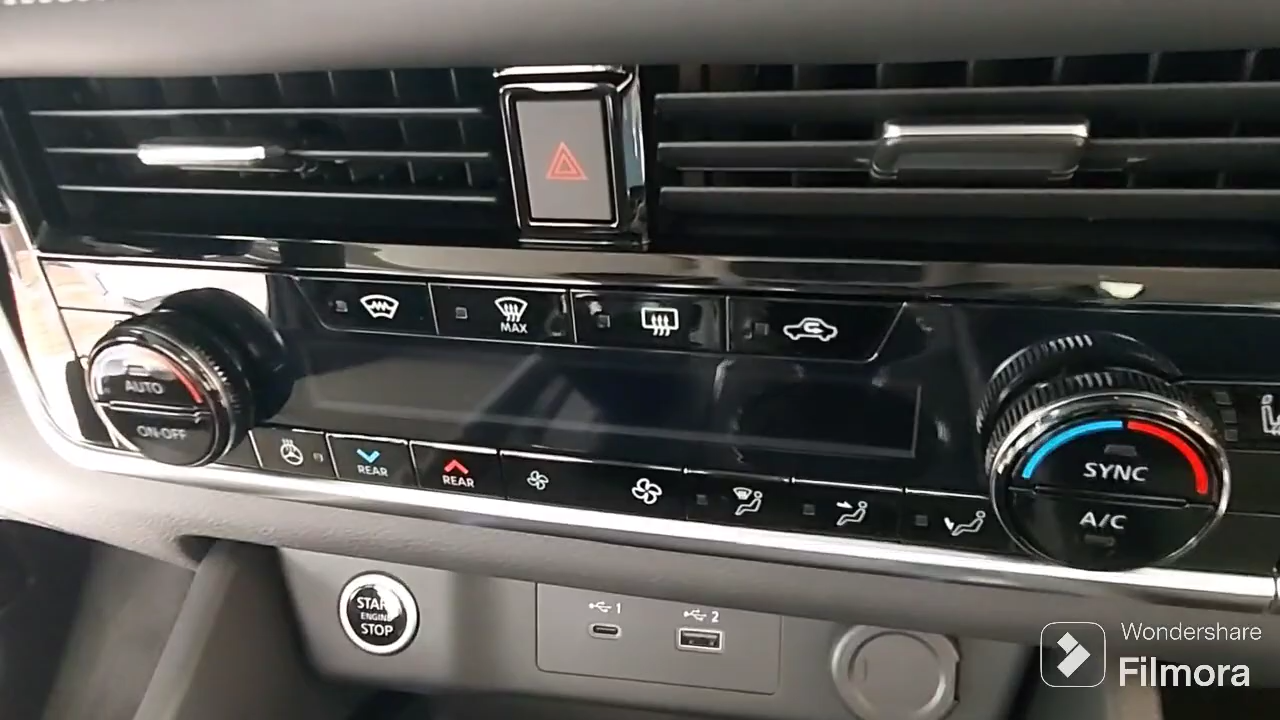 MAX
AUTO
ON·OFF
REAR
REAR
SYNC
A/C
START
ENGINE
STOP
1
2
Wondershare
Filmora